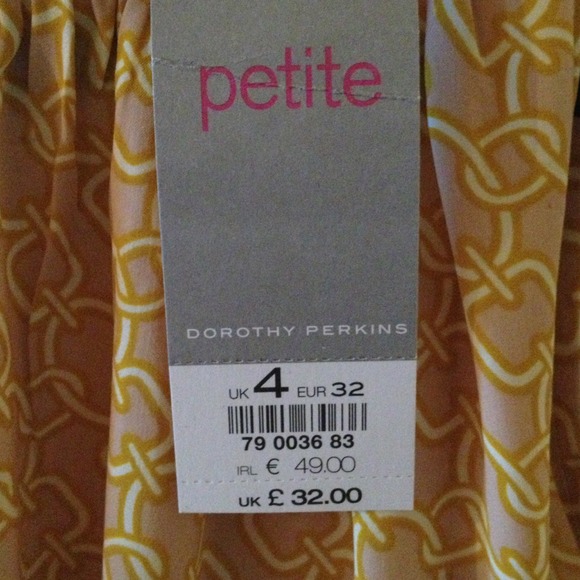 petite
DOROTHY PERKINS
UK 4 EUR 32
79 0036 83
IRL € 49.00
UK £ 32.00